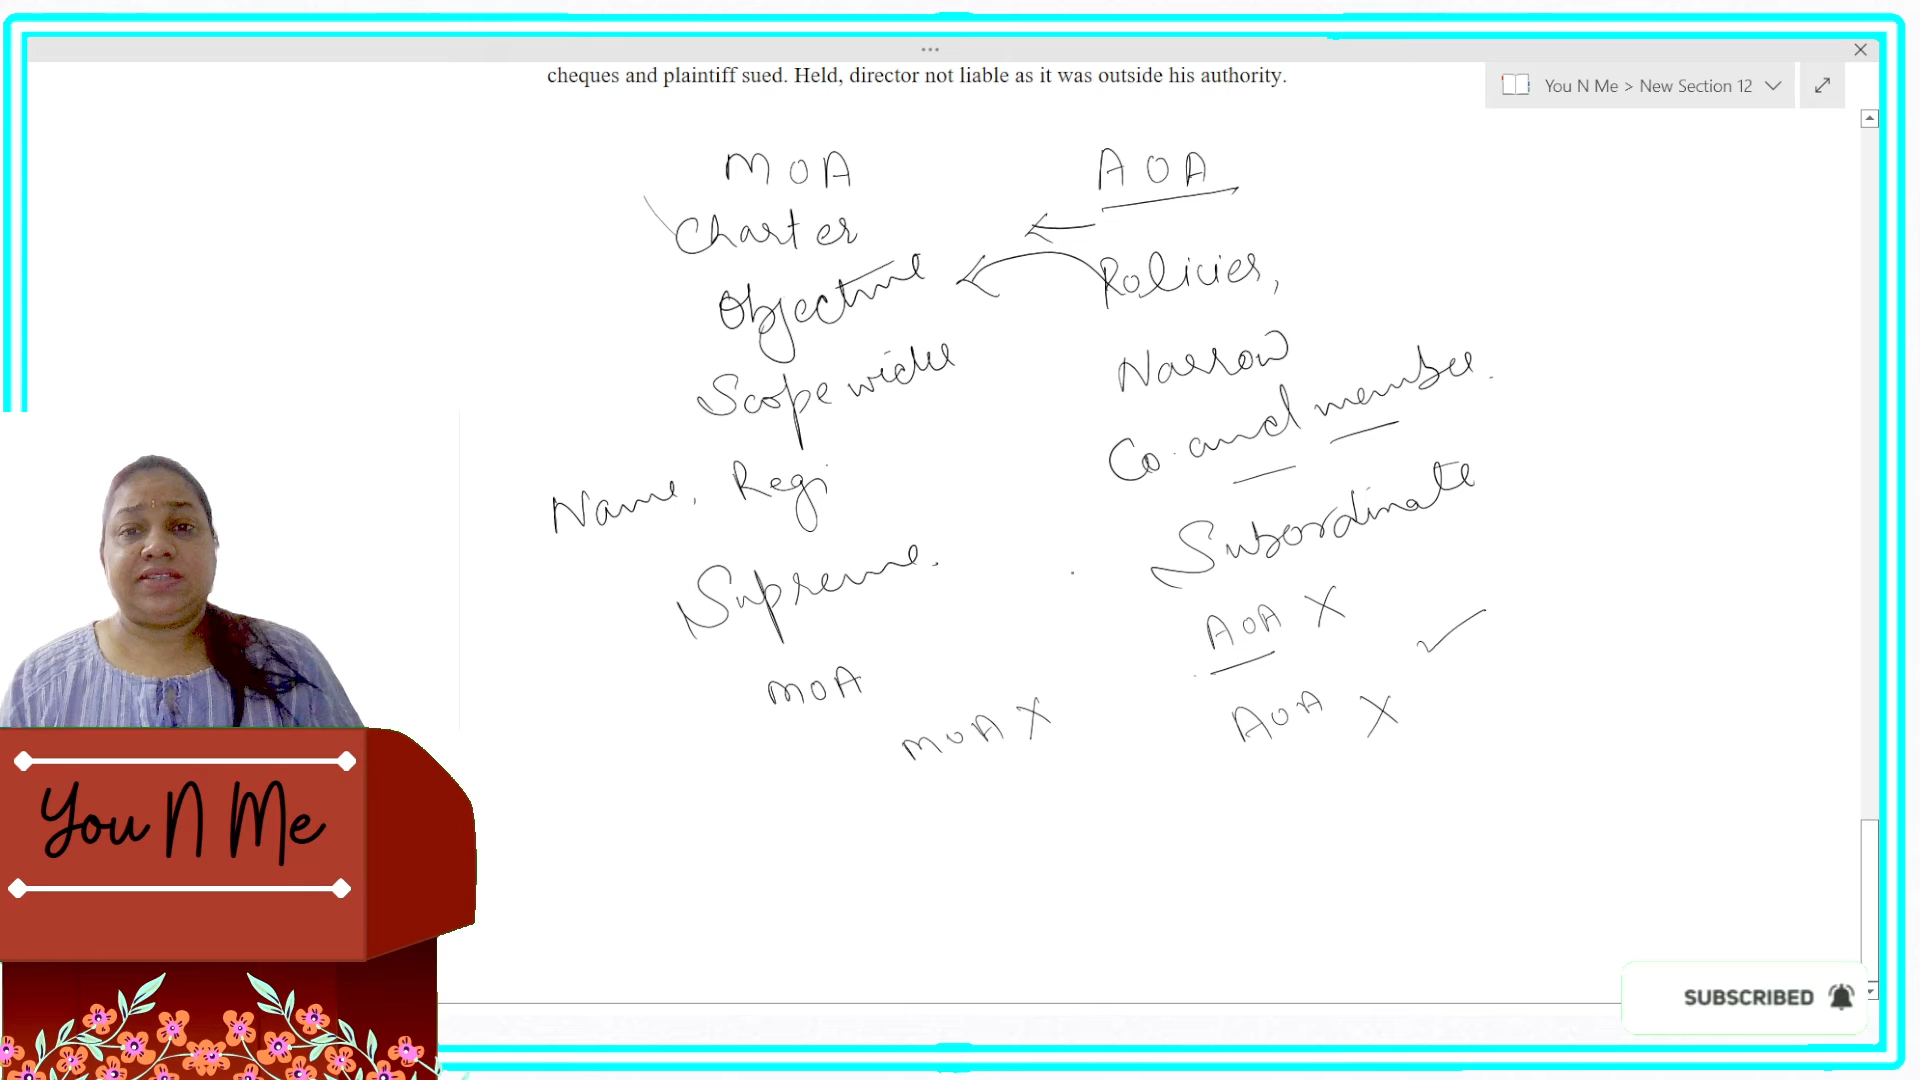 cheques and plaintiff sued. Held, director not liable as it was outside his authority.
You N Me > New Section 12
MOA AOA
Charter
Objective Policies,
Scope wider Narrow
Co. and member.
Name, Regi
Supreme. Subordinate
AOA X
MOA
MOA X AOA X
You N Me
SUBSCRIBED